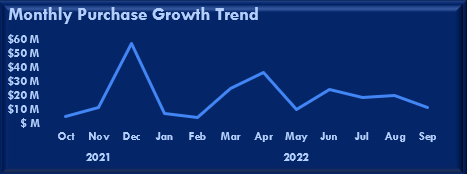 Monthly Purchase Growth Trend
$60 M
$50 M
$40 M
$30 M
$20 M
$10 M
$ M
Oct Nov Dec Jan Feb Mar Apr May Jun Jul Aug Sep
2021 2022